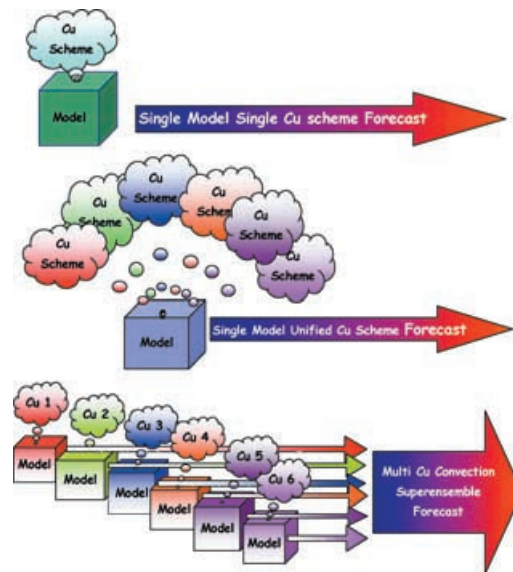 Cu
Scheme
Model
Single Model Single Cu scheme Forecast
Cu
Scheme
Cu
Scheme
Cu
Scheme
Cu
Scheme
Cu
Scheme
Cu
Scheme
Model
Single Model Unified Cu Scheme Forecast
Cu 1
Cu 2
Cu 3
Cu 4
Cu 5
Cu 6
Model
Model
Model
Model
Model
Model
Multi Cu Convection
Superensemble
Forecast